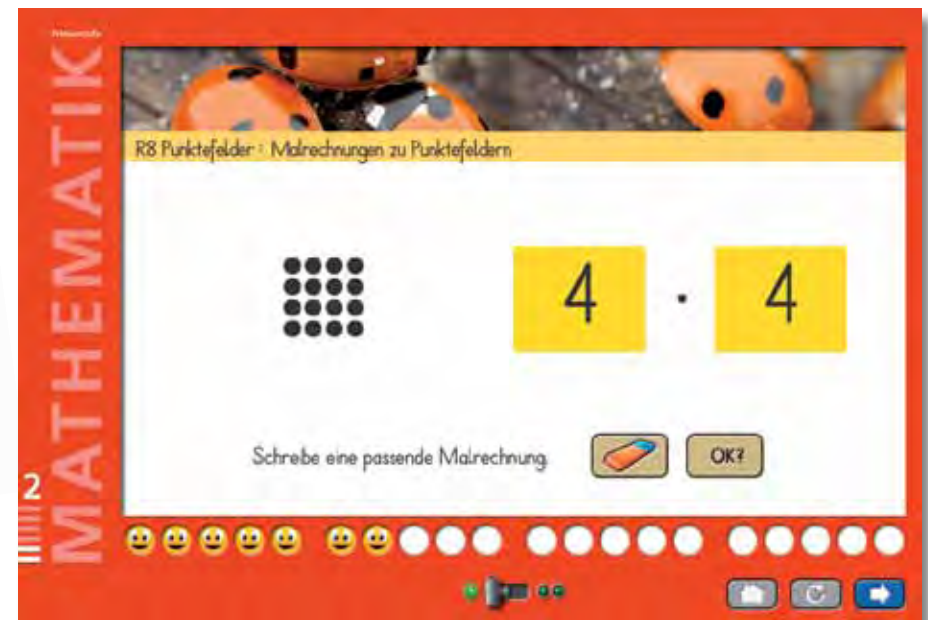 MATHEMATIK
R8 Punktefelder : Malrechnungen zu Punktefeldern
4 · 4
Schreibe eine passende Malrechnung.
OK?
2